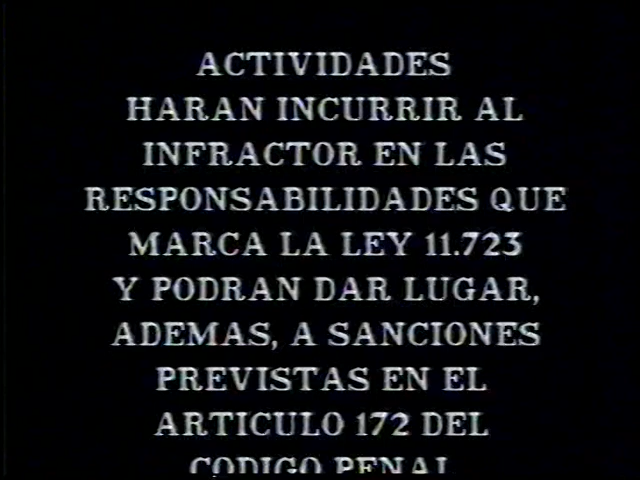 ACTIVIDADES
HARAN INCURRIR AL
INFRACTOR EN LAS
RESPONSABILIDADES QUE
MARCA LA LEY 11.723
Y PODRAN DAR LUGAR,
ADEMAS, A SANCIONES
PREVISTAS EN EL
ARTICULO 172 DEL
CODIGO PENAL